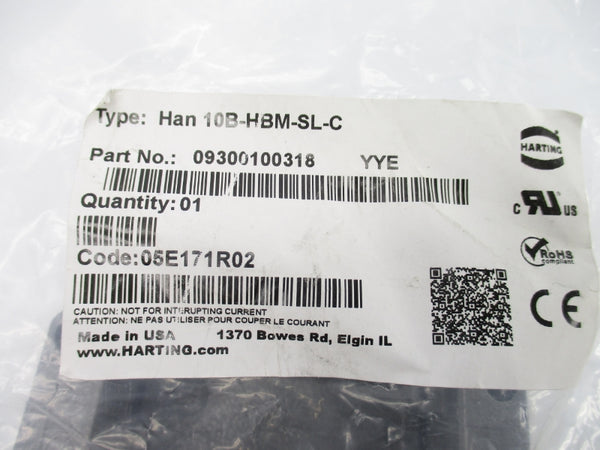 Type: Han 10B-HBM-SL-C
Part No.: 09300100318 YYE
HARTING
Quantity: 01
C RU US
Code: 05E171R02
RoHS
compliant
CE
CAUTION: NOT FOR INTERUPTING CURRENT
ATTENTION: NE PAS UTILISER POUR COUPER LE COURANT
Made in USA 1370 Bowes Rd, Elgin IL
www.HARTING.com